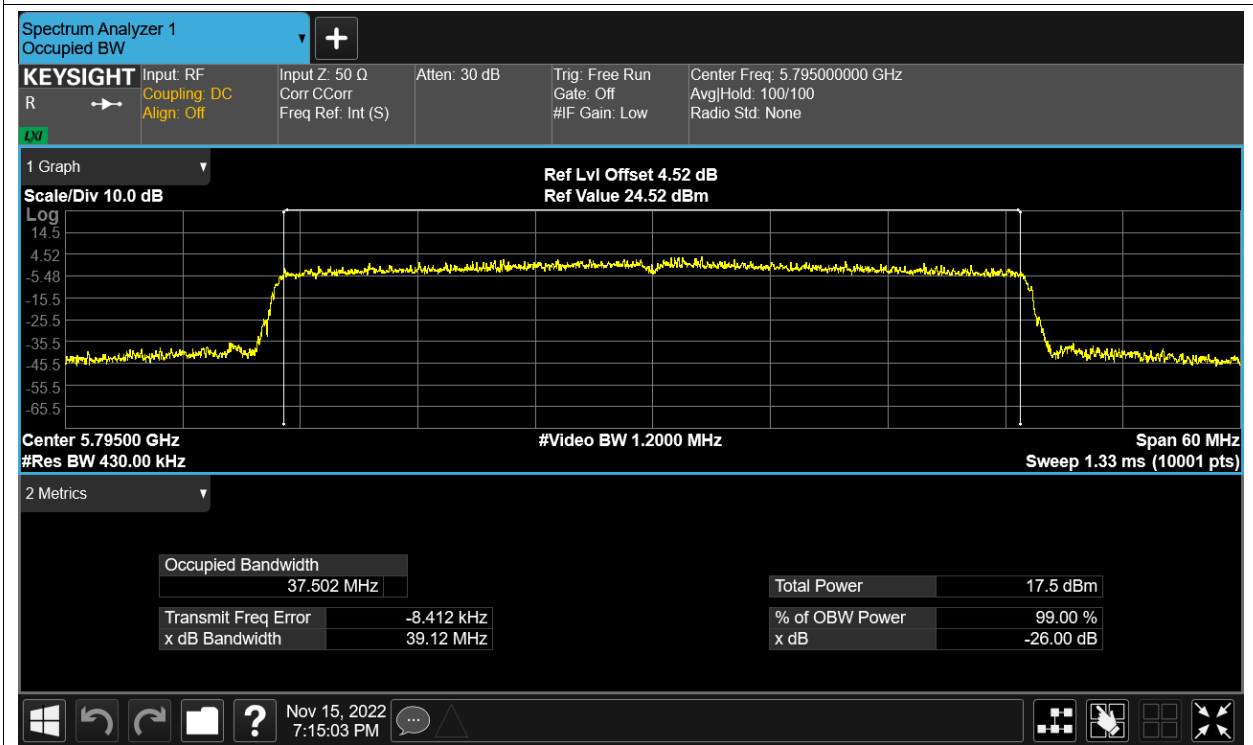 Spectrum Analyzer 1
Occupied BW
KEYSIGHT
R
LXI
Input: RF
Coupling: DC
Align: Off
Input Z: 50 Ω
Corr CCorr
Freq Ref: Int (S)
Atten: 30 dB
Trig: Free Run
Gate: Off
#IF Gain: Low
Center Freq: 5.795000000 GHz
Avg|Hold: 100/100
Radio Std: None
1 Graph
Scale/Div 10.0 dB
Ref Lvl Offset 4.52 dB
Ref Value 24.52 dBm
Log
14.5
4.52
-5.48
-15.5
-25.5
-35.5
-45.5
-55.5
-65.5
Center 5.79500 GHz
#Res BW 430.00 kHz
#Video BW 1.2000 MHz
Span 60 MHz
Sweep 1.33 ms (10001 pts)
2 Metrics
Occupied Bandwidth
37.502 MHz
Transmit Freq Error -8.412 kHz
x dB Bandwidth 39.12 MHz
Total Power 17.5 dBm
% of OBW Power 99.00 %
x dB -26.00 dB
?
Nov 15, 2022
7:15:03 PM